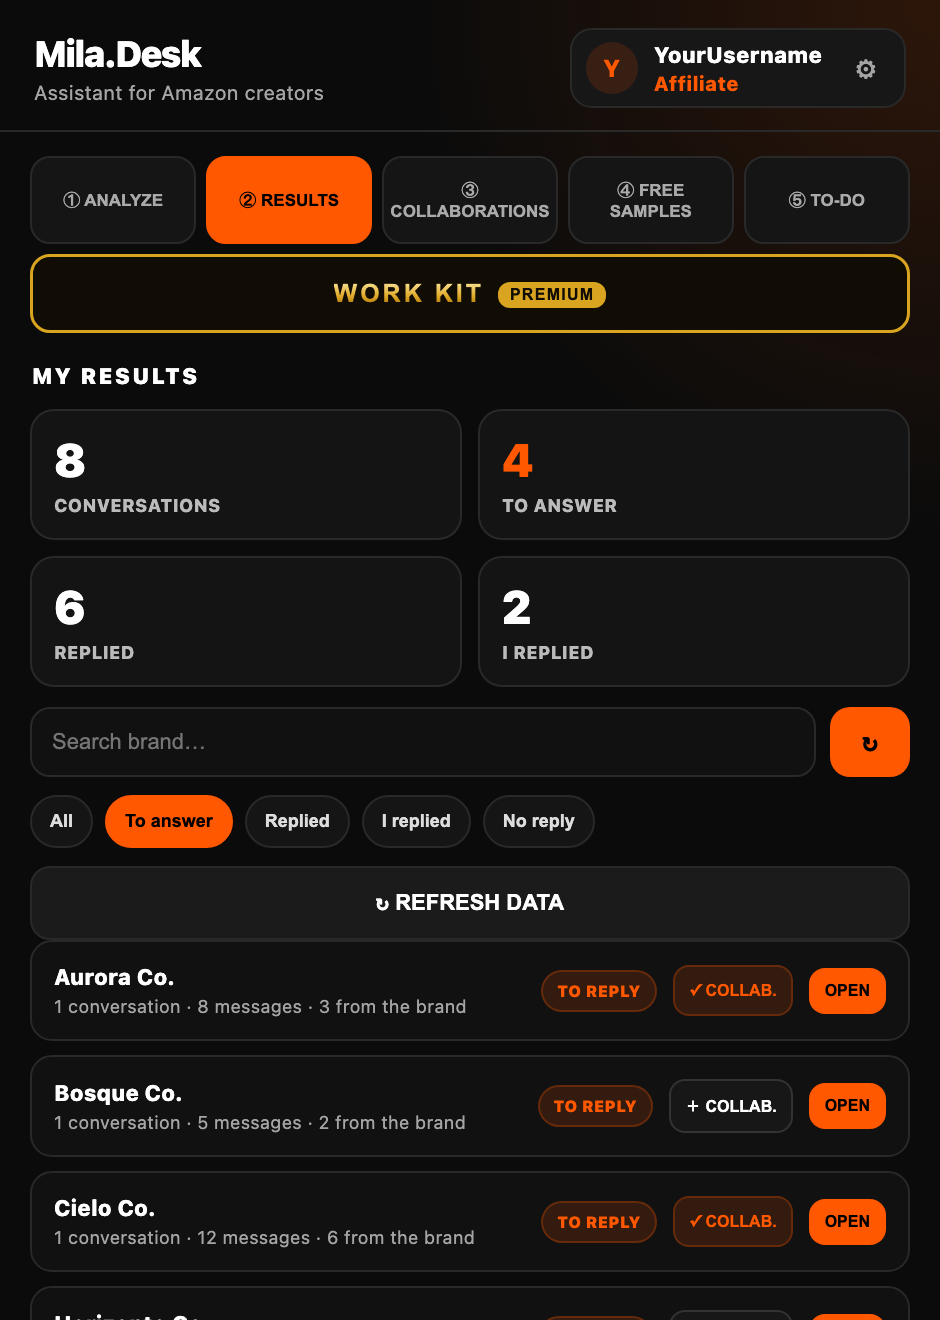 Mila.Desk
Assistant for Amazon creators
Y
YourUsername
Affiliate
① ANALYZE
② RESULTS
③ COLLABORATIONS
④ FREE SAMPLES
⑤ TO-DO
WORK KIT PREMIUM
MY RESULTS
8
CONVERSATIONS
4
TO ANSWER
6
REPLIED
2
I REPLIED
Search brand...
↻
All
To answer
Replied
I replied
No reply
↻ REFRESH DATA
Aurora Co.
1 conversation · 8 messages · 3 from the brand
TO REPLY
✓ COLLAB.
OPEN
Bosque Co.
1 conversation · 5 messages · 2 from the brand
TO REPLY
+ COLLAB.
OPEN
Cielo Co.
1 conversation · 12 messages · 6 from the brand
TO REPLY
✓ COLLAB.
OPEN